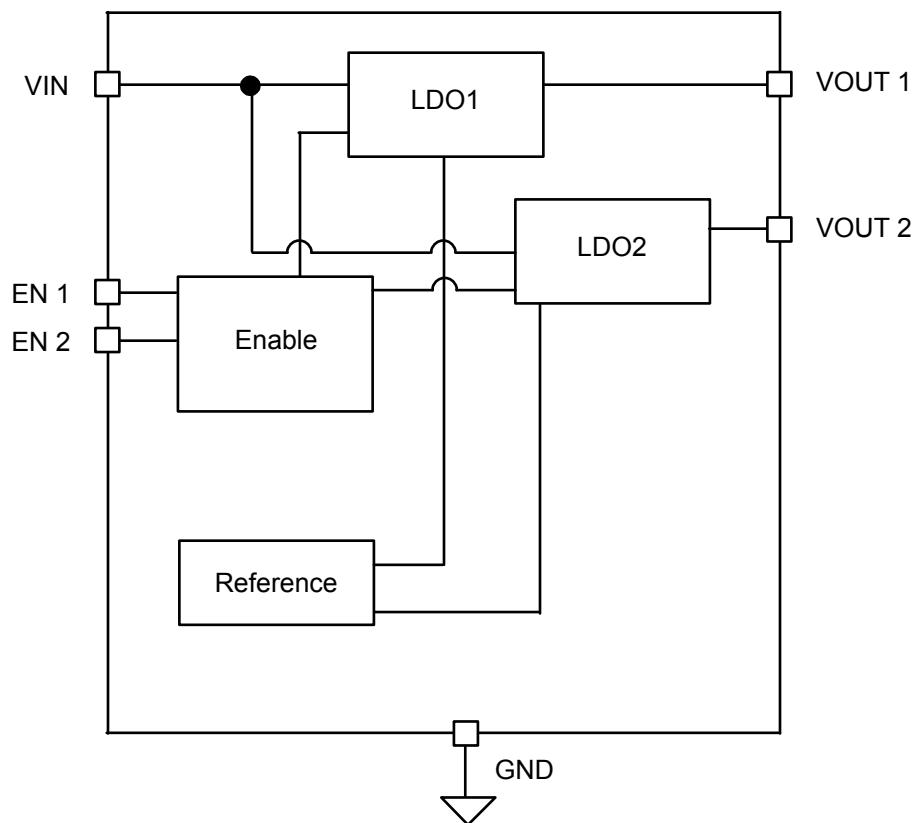 VIN
LDO1
VOUT 1
LDO2
VOUT 2
EN 1
EN 2
Enable
Reference
GND